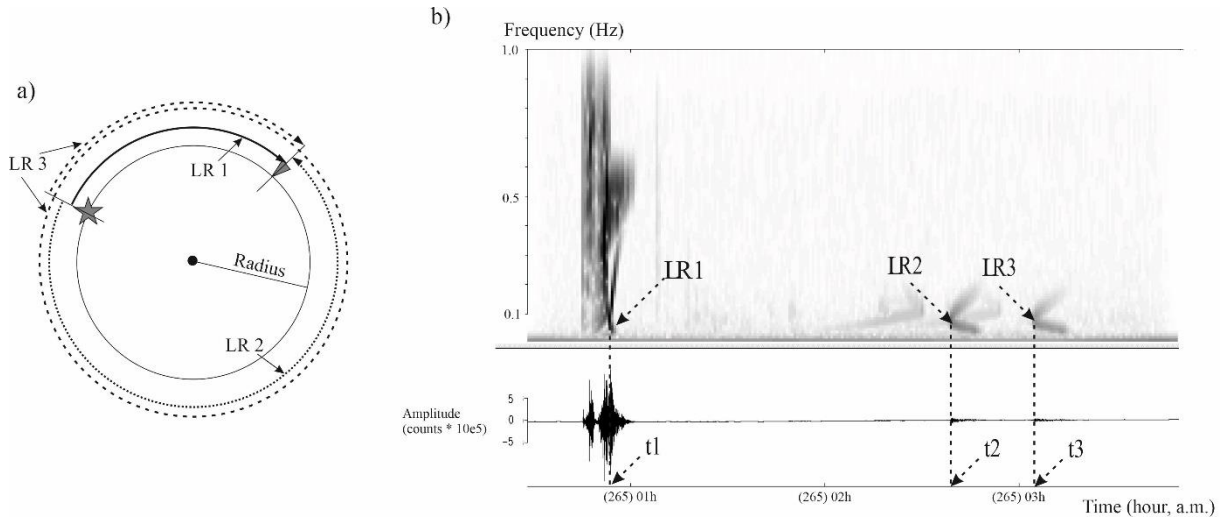 a)
LR 3
LR 1
Radius
LR 2
b)
Frequency (Hz)
1.0
0.5
0.1
LR1
LR2
LR3
Amplitude
(counts * 10e5)
5
0
-5
t1
t2
t3
(265) 01h
(265) 02h
(265) 03h
Time (hour, a.m.)